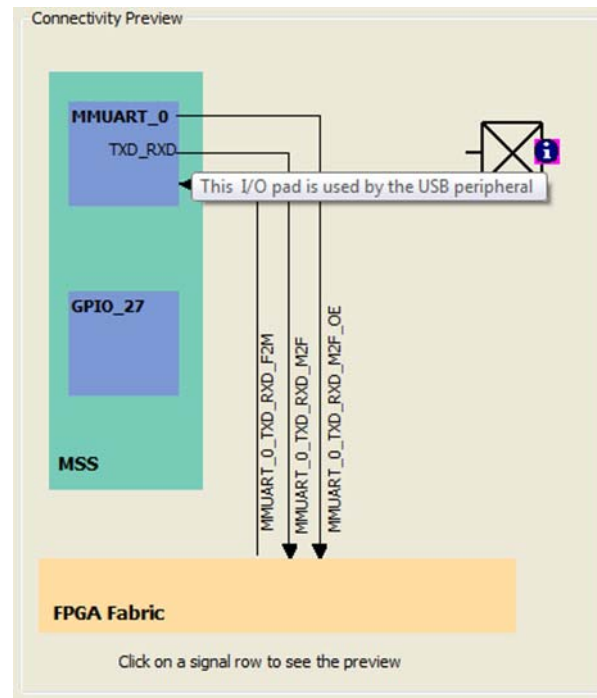 Connectivity Preview
MMUART_0
TXD_RXD
This I/O pad is used by the USB peripheral
GPIO_27
MMUART_0_TXD_RXD_F2M
MMUART_0_TXD_RXD_M2F
MMUART_0_TXD_RXD_M2F_OE
MSS
FPGA Fabric
Click on a signal row to see the preview